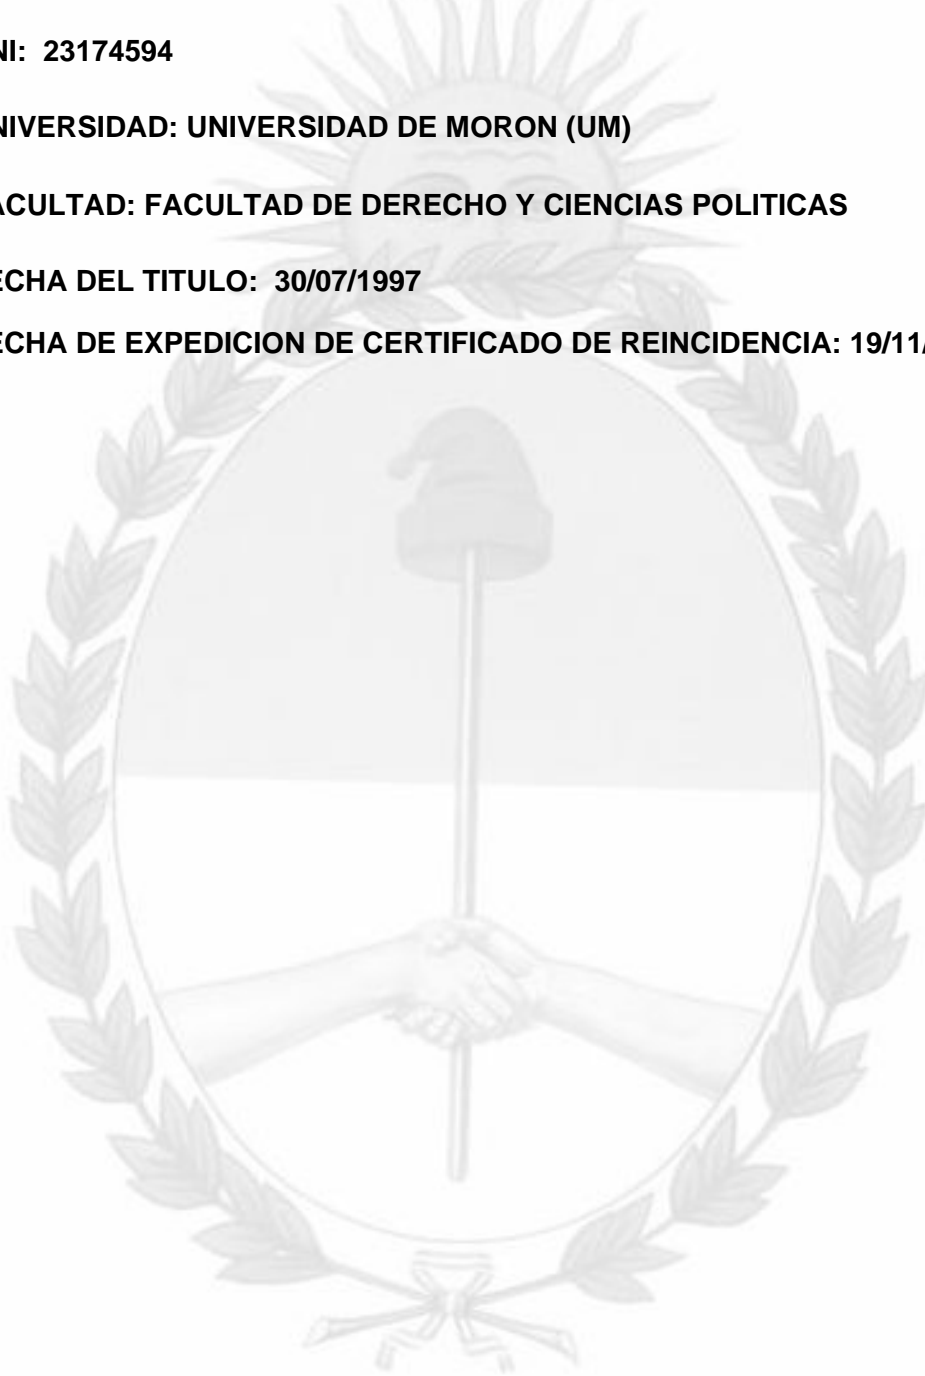 NI: 23174594
NIVERSIDAD: UNIVERSIDAD DE MORON (UM)
ACULTAD: FACULTAD DE DERECHO Y CIENCIAS POLITICAS
ECHA DEL TITULO: 30/07/1997
ECHA DE EXPEDICION DE CERTIFICADO DE REINCIDENCIA: 19/11/